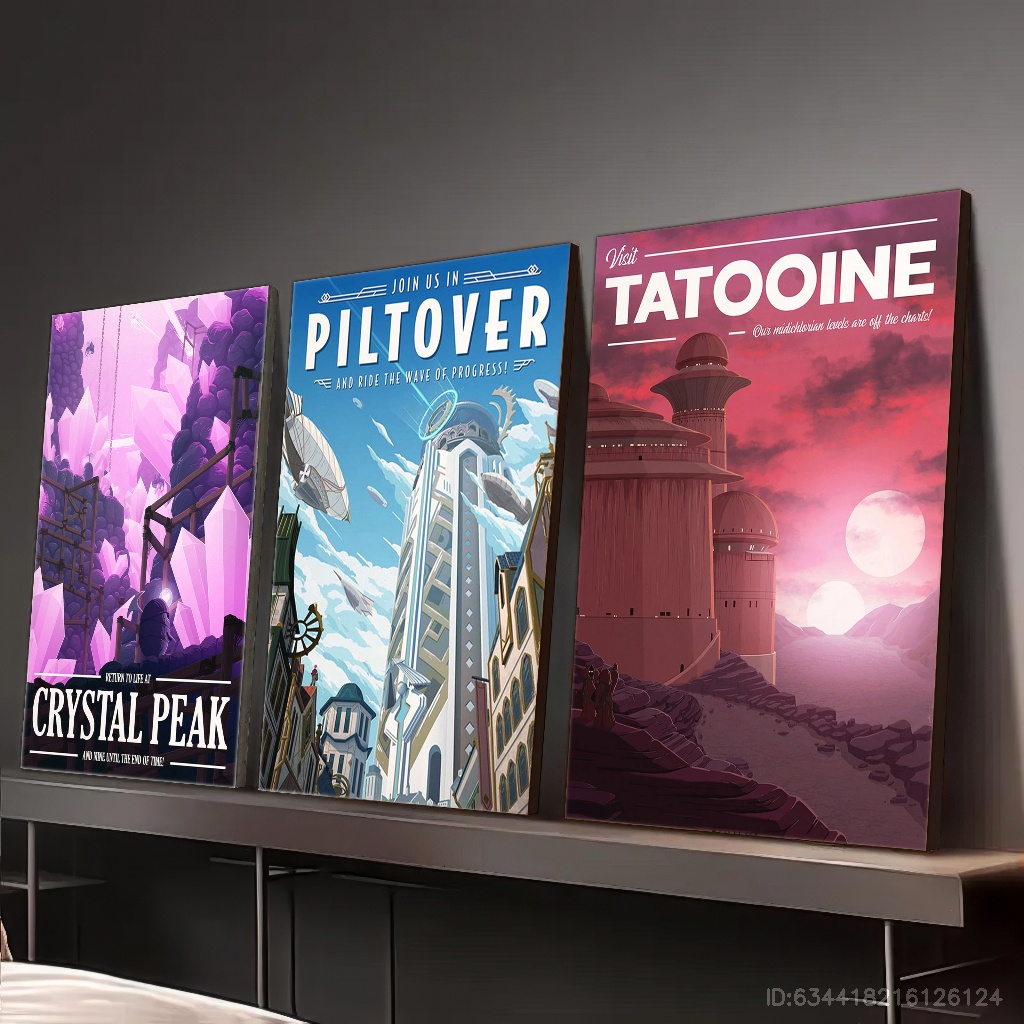 RETURN TO LIFE AT
CRYSTAL PEAK
AND MINE UNTIL THE END OF TIME!
JOIN US IN
PILTOVER
AND RIDE THE WAVE OF PROGRESS!
Visit
TATOOINE
Our midichlorian levels are off the charts!
ID:634418216126124